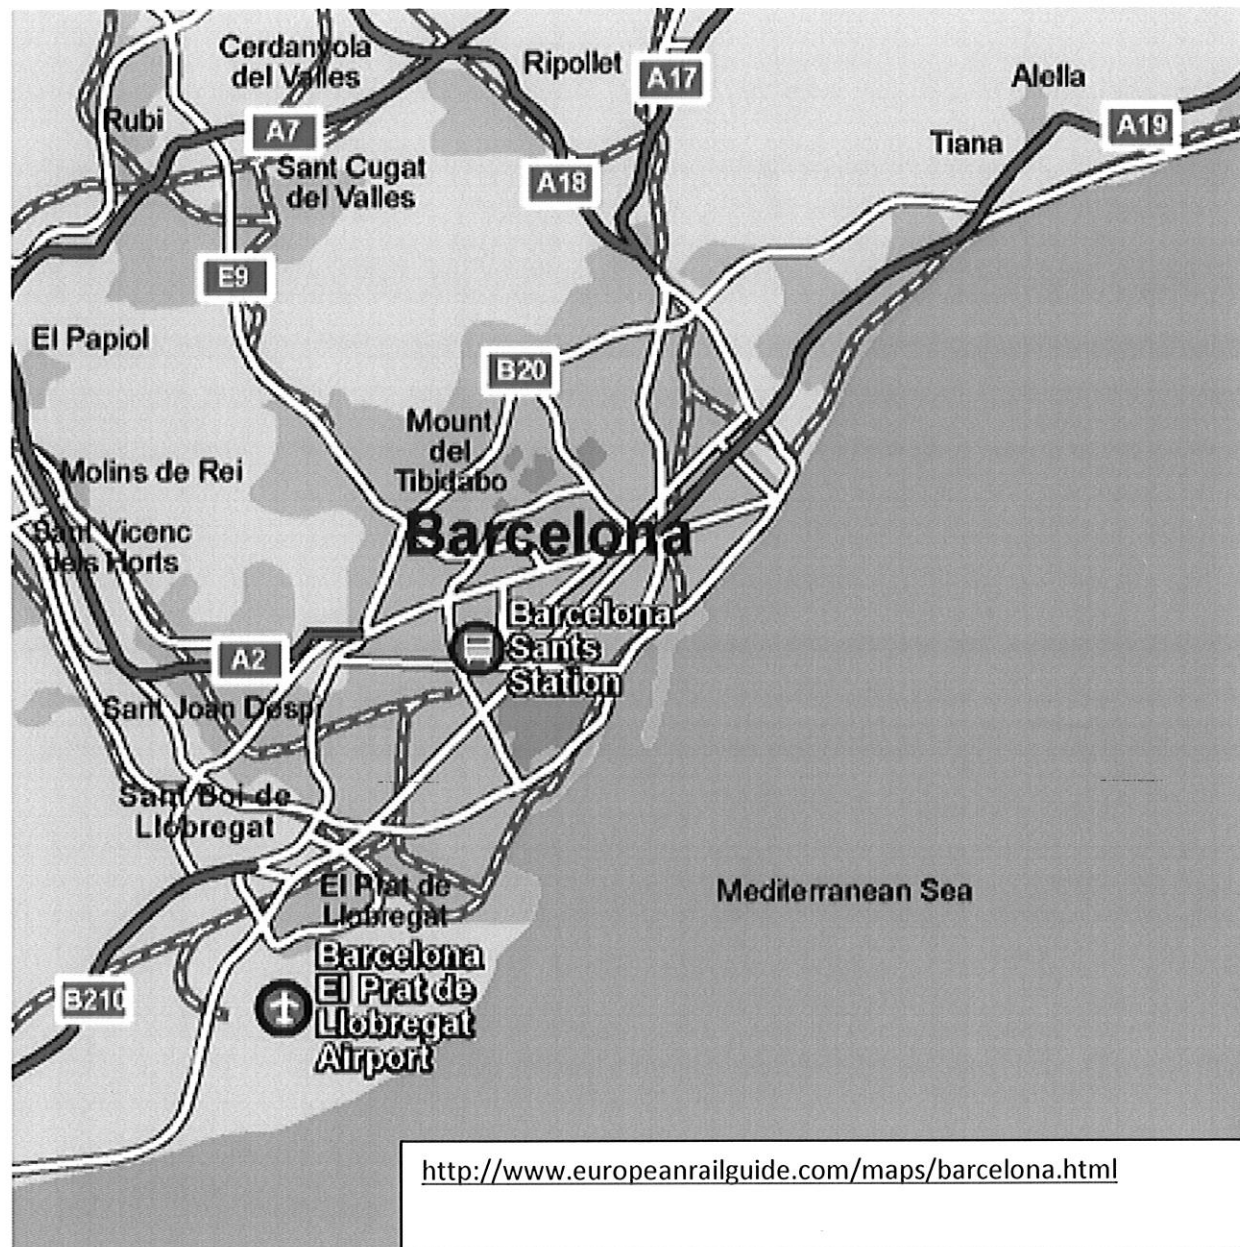 Cerdanyola
del Valles
Ripollet
A17
Alella
Rubi
A7
A19
Tiana
Sant Cugat
del Valles
A18
E9
El Papiol
B20
Mount
del
Tibidabo
Molins de Rei
Sant Vicenc
dels Horts
Barcelona
Barcelona
Sants
Station
A2
Sant Joan Despi
Sant Boi de
Llobregat
El Plat de
Llobregat
Mediterranean Sea
Barcelona
El Prat de
Llobregat
Airport
B210
http://www.europeanrailguide.com/maps/barcelona.html